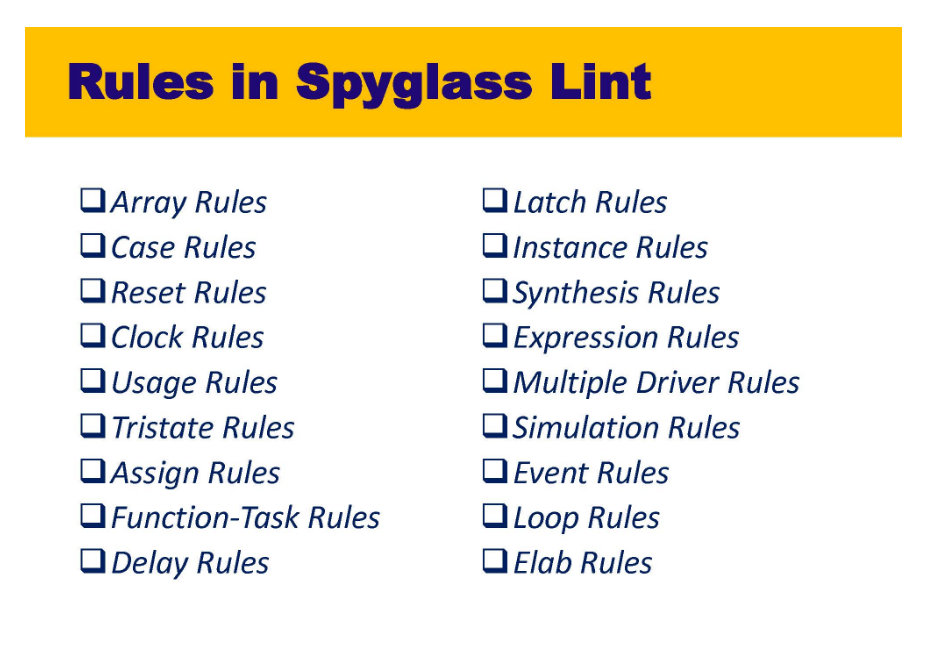 Rules in Spyglass Lint
Array Rules
Case Rules
Reset Rules
Clock Rules
Usage Rules
Tristate Rules
Assign Rules
Function-Task Rules
Delay Rules
Latch Rules
Instance Rules
Synthesis Rules
Expression Rules
Multiple Driver Rules
Simulation Rules
Event Rules
Loop Rules
Elab Rules